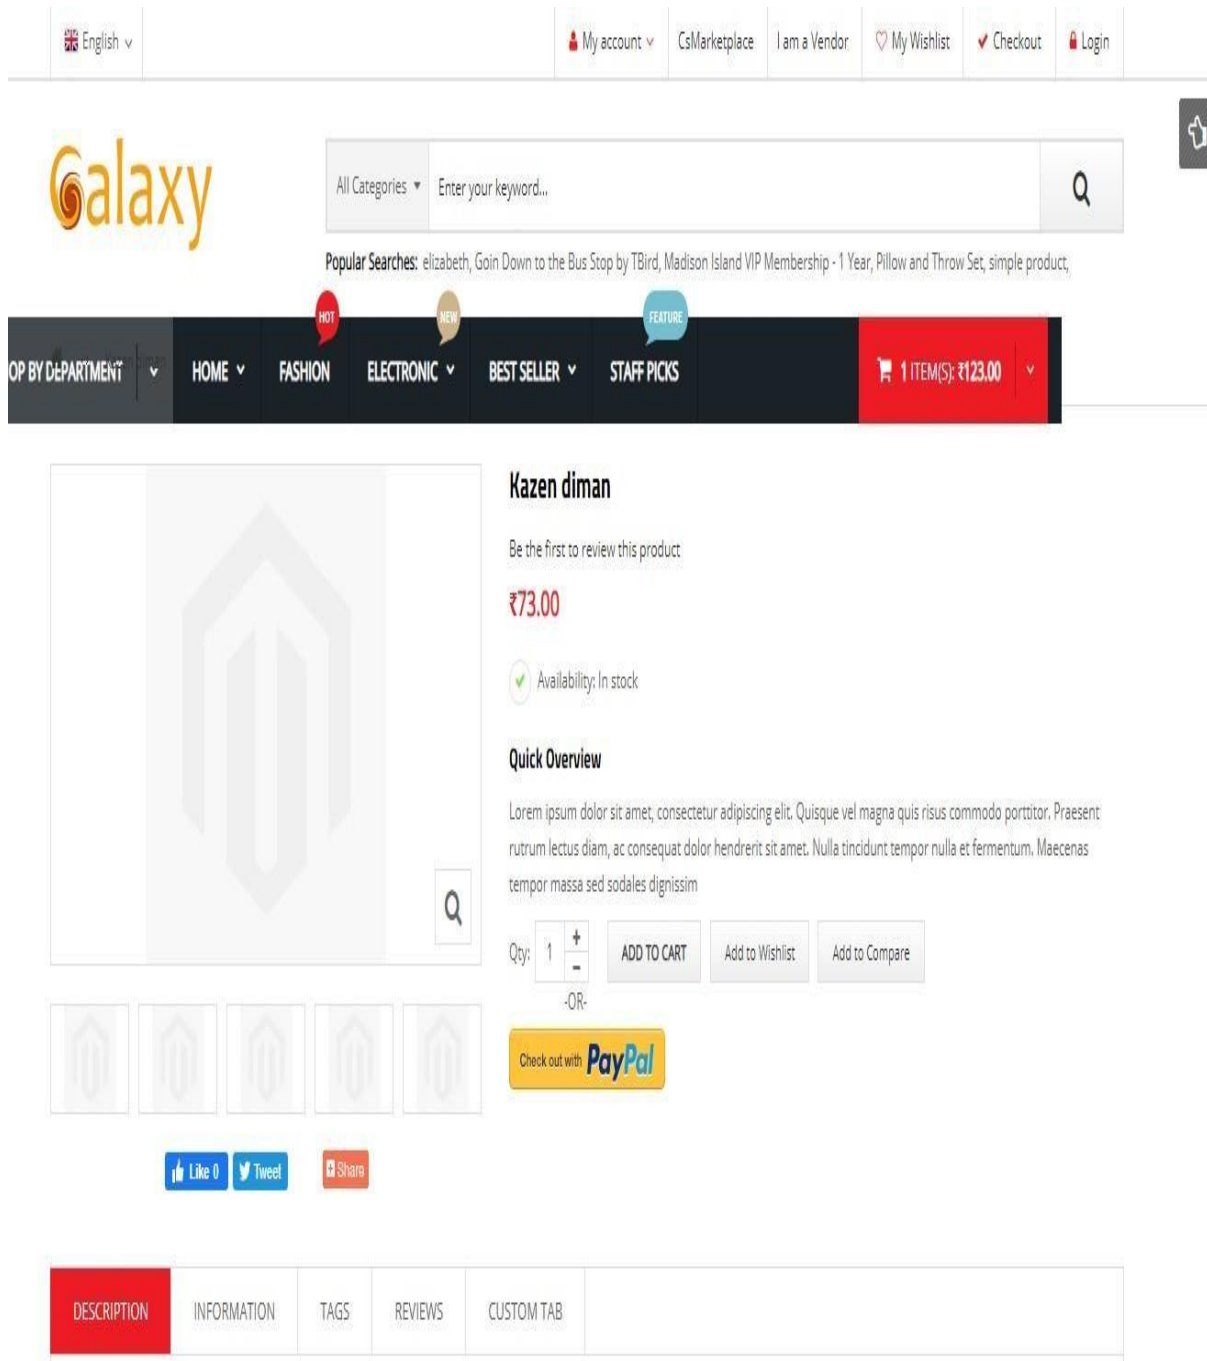 English
My account
CsMarketplace
I am a Vendor
My Wishlist
Checkout
Login
Galaxy
All Categories
Enter your keyword...
Popular Searches: elizabeth, Goin Down to the Bus Stop by TBird, Madison Island VIP Membership - 1 Year, Pillow and Throw Set, simple product,
HOT
NEW
FEATURE
OP BY DEPARTMENT
HOME
FASHION
ELECTRONIC
BEST SELLER
STAFF PICKS
1 ITEM(S): ₹123.00
Kazen diman
Kazen diman
Be the first to review this product
₹73.00
Availability: In stock
Quick Overview
Lorem ipsum dolor sit amet, consectetur adipiscing elit. Quisque vel magna quis risus commodo porttitor. Praesent
rutrum lectus diam, ac consequat dolor hendrerit sit amet. Nulla tincidunt tempor nulla et fermentum. Maecenas
tempor massa sed sodales dignissim
Qty: 1 + −
ADD TO CART
Add to Wishlist
Add to Compare
-OR-
Check out with PayPal
Like 0
Tweet
Share
DESCRIPTION
INFORMATION
TAGS
REVIEWS
CUSTOM TAB